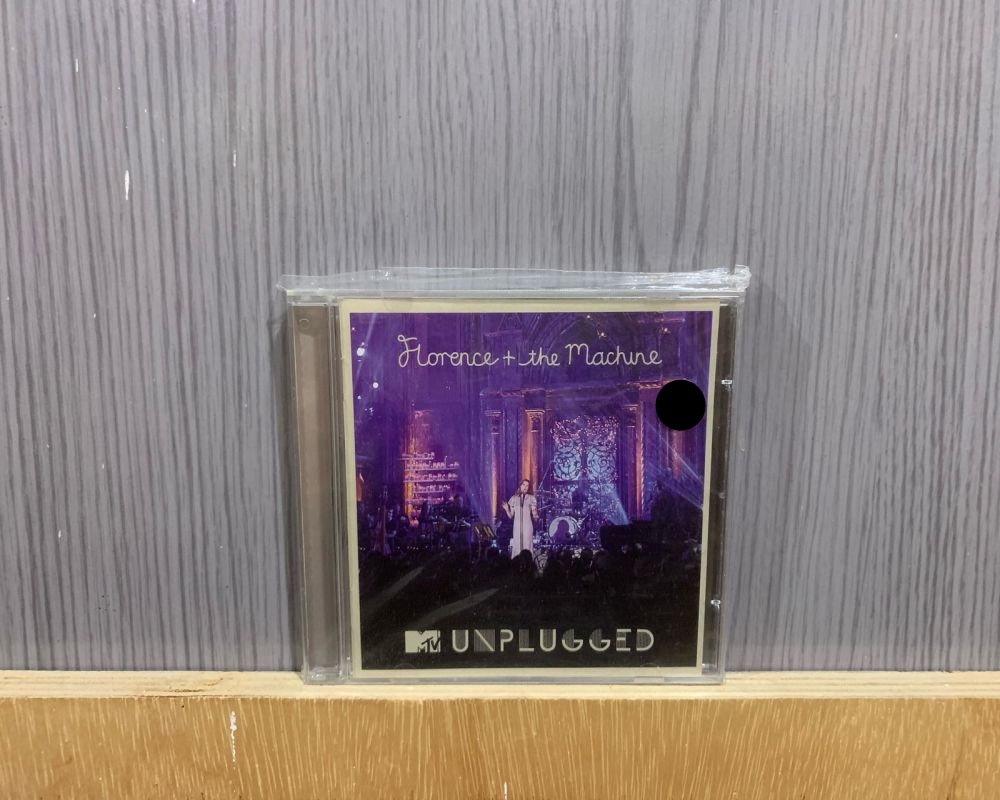 Florence + the Machine
MTV UNPLUGGED